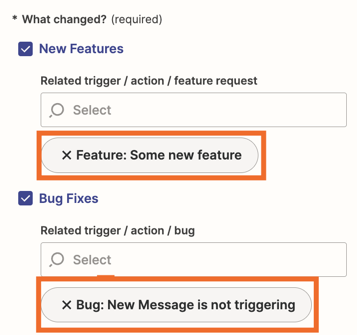 * What changed? (required)
New Features
Related trigger / action / feature request
Select
× Feature: Some new feature
Bug Fixes
Related trigger / action / bug
Select
× Bug: New Message is not triggering